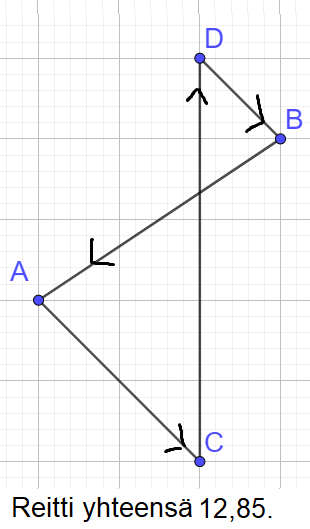 D
B
A
C
Reitti yhteensä 12,85.